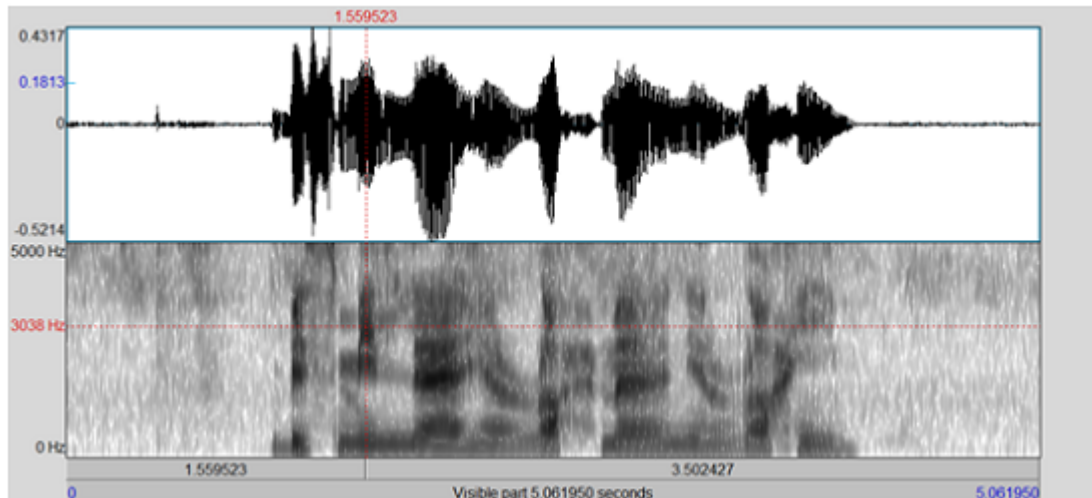 1.559523
0.4317
0.1813
0
-0.5214
5000 Hz
3038 Hz
0 Hz
1.559523 3.502427
0 Visible part 5.061950 seconds 5.061950